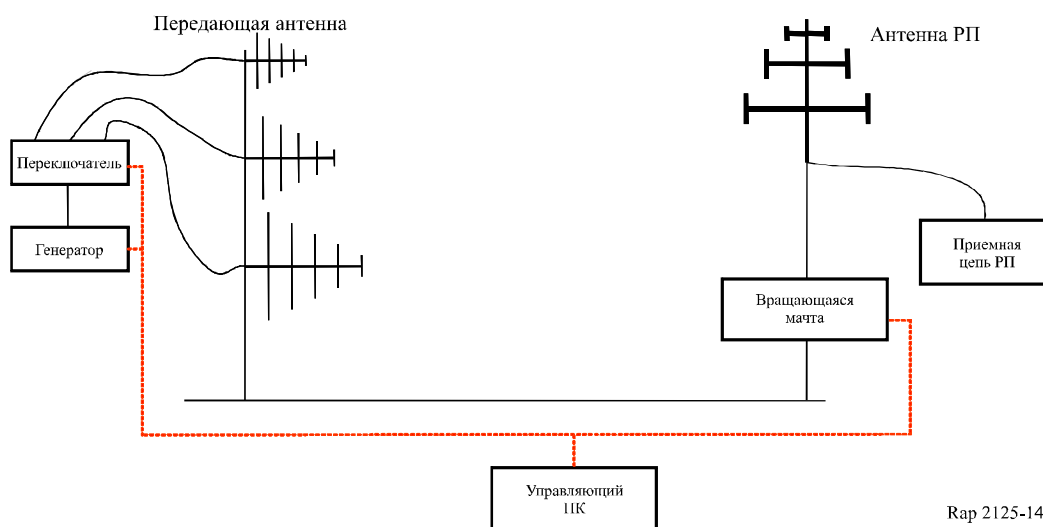 Передающая антенна
Антенна РП
Переключатель
Генератор
Приемная
цепь РП
Вращающаяся
мачта
Управляющий
ПК
Rap 2125-14